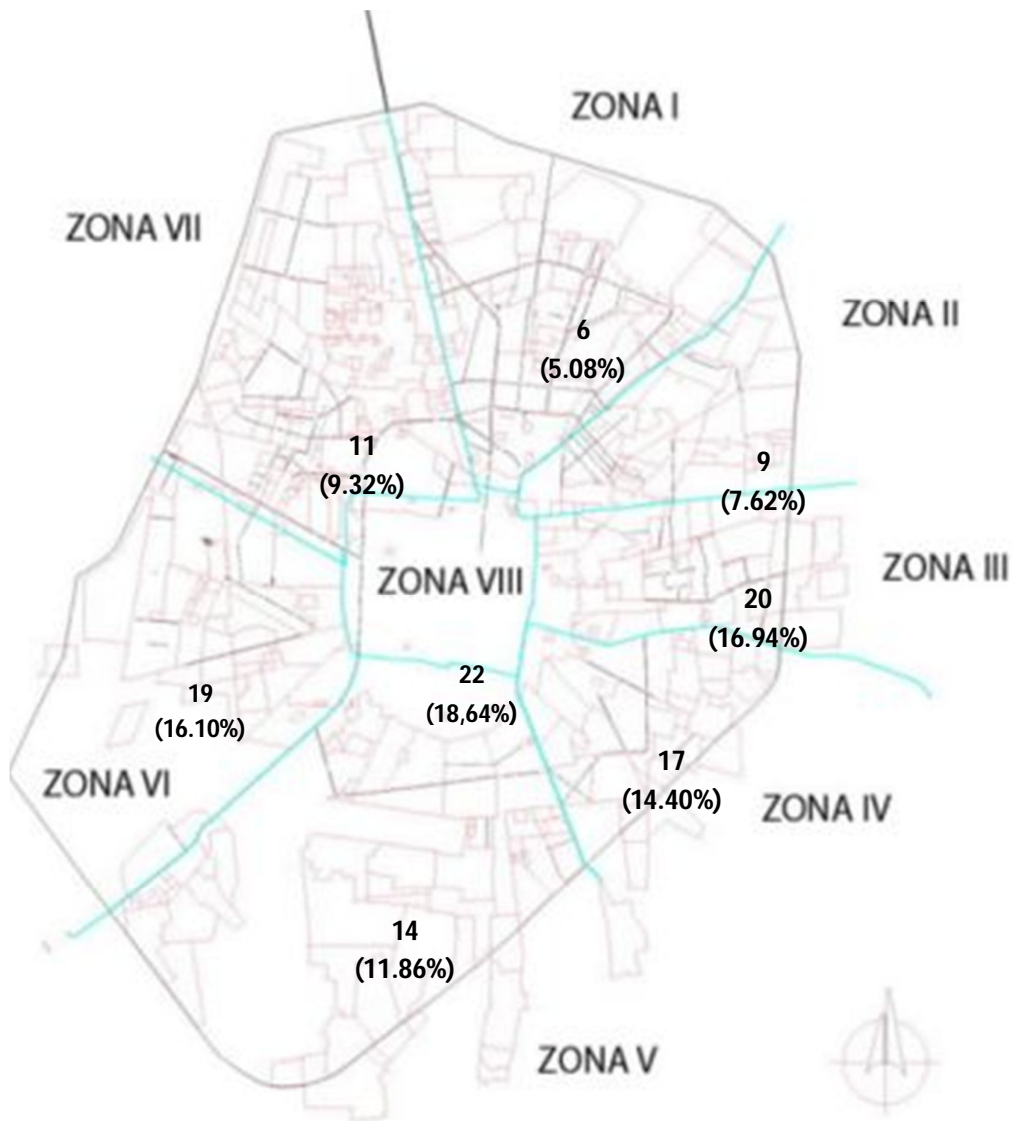 ZONA I
ZONA VII
ZONA II
6
(5.08%)
11
(9.32%)
9
(7.62%)
ZONA III
ZONA VIII
20
(16.94%)
22
(18,64%)
19
(16.10%)
17
(14.40%)
ZONA VI
ZONA IV
14
(11.86%)
ZONA V